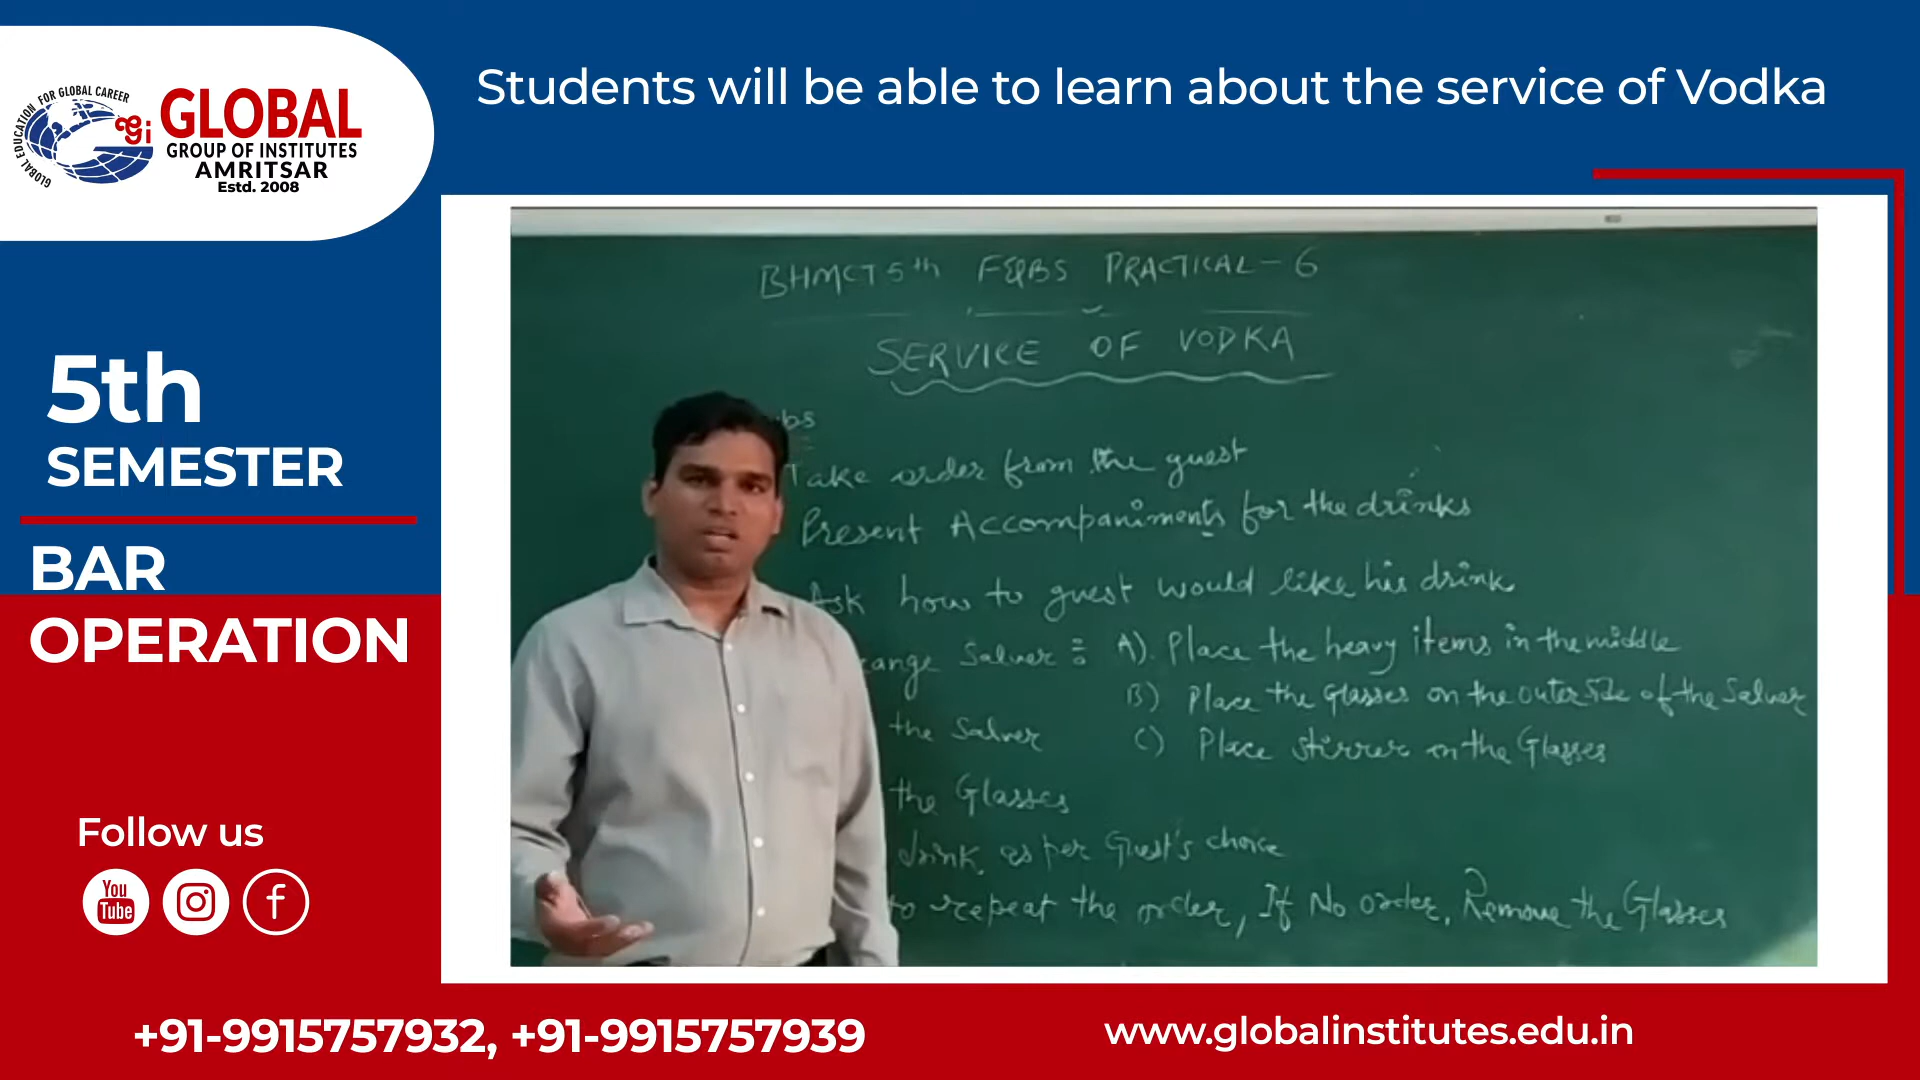 GLOBAL EDUCATION FOR GLOBAL CAREER
ggi
GLOBAL
GROUP OF INSTITUTES
AMRITSAR
Estd. 2008
Students will be able to learn about the service of Vodka
5th
SEMESTER
BAR
OPERATION
BHMCT 5th F&BS PRACTICAL-6
SERVICE OF VODKA
Take order from the guest
Present Accompaniments for the drinks
Ask how to guest would like his drink
Salver : A). Place the heavy items in the middle
B) Place the Glasses on the outer side of the Salver
the Salver C) Place stirrer on the Glasses
the Glasses
drink as per Guest's choice
to repeat the order, If No order, Remove the Glasses
Follow us
You
Tube
f
+91-9915757932, +91-9915757939
www.globalinstitutes.edu.in